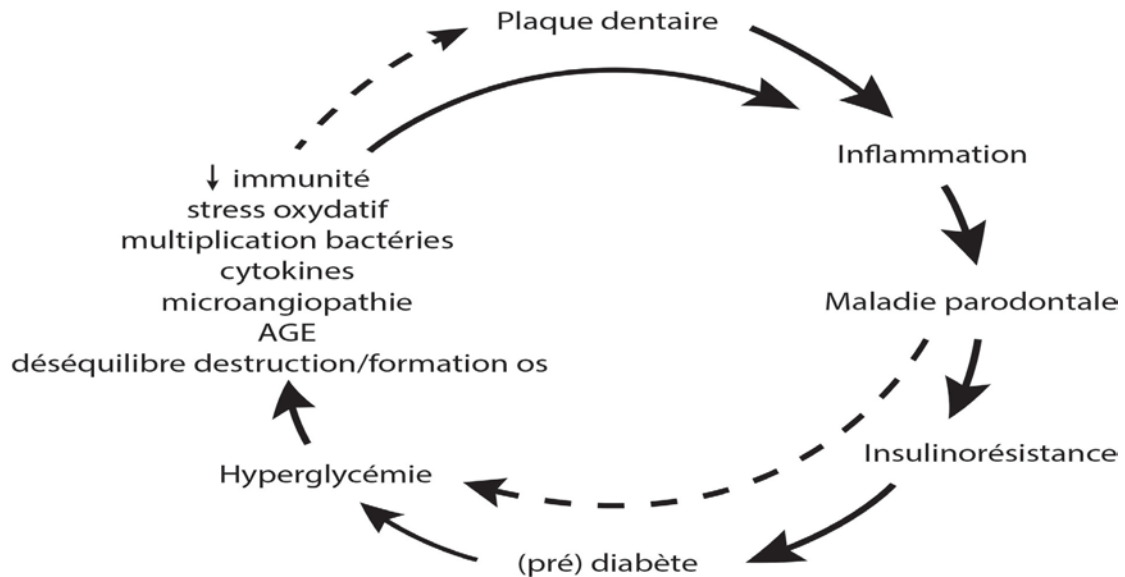 Plaque dentaire
Inflammation
↓ immunité
stress oxydatif
multiplication bactéries
cytokines
microangiopathie
AGE
déséquilibre destruction/formation os
Maladie parodontale
Insulinorésistance
Hyperglycémie
(pré) diabète